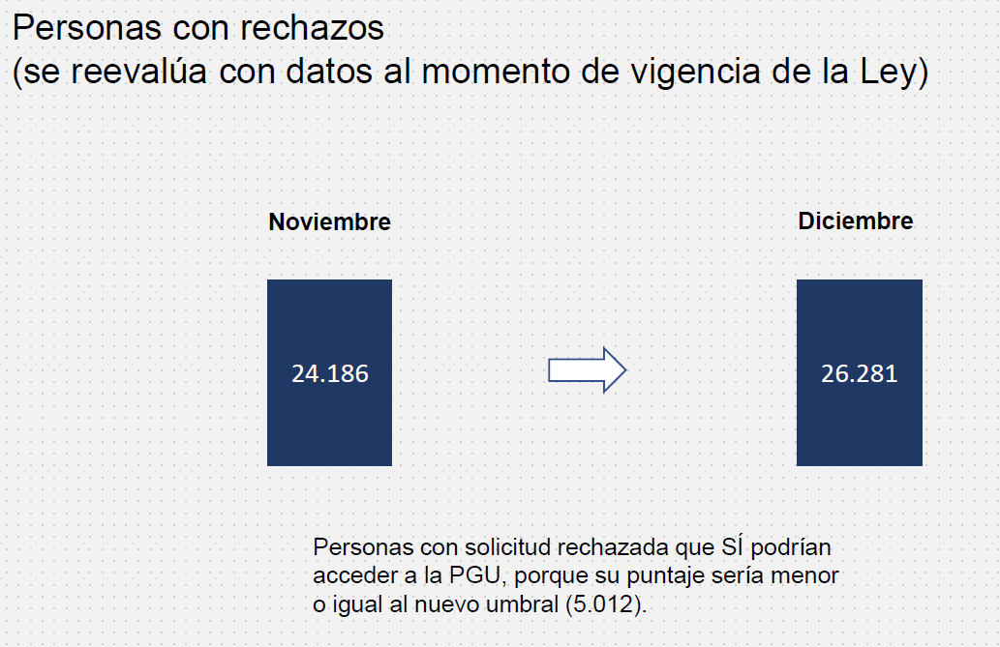 Personas con rechazos
(se reevalúa con datos al momento de vigencia de la Ley)
Noviembre
Diciembre
24.186
26.281
Personas con solicitud rechazada que SÍ podrían
acceder a la PGU, porque su puntaje sería menor
o igual al nuevo umbral (5.012).